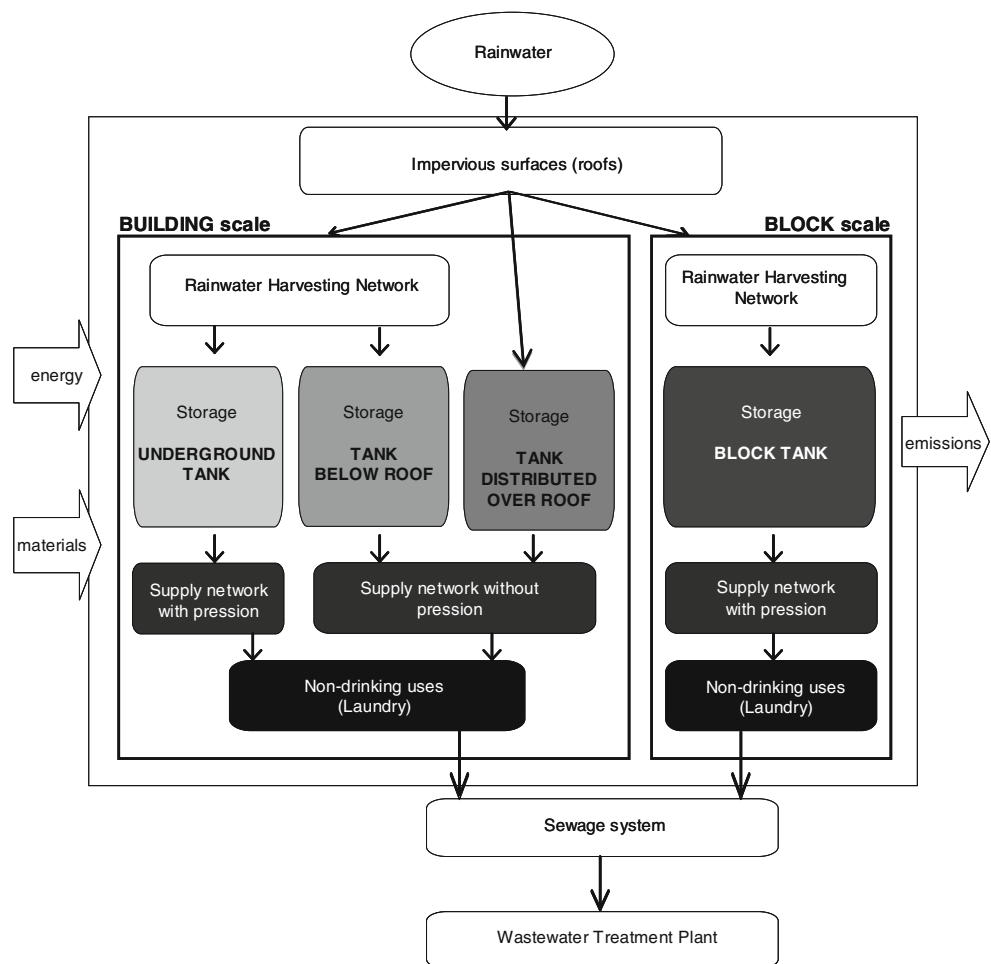 Rainwater
Impervious surfaces (roofs)
BUILDING scale
BLOCK scale
Rainwater Harvesting Network
Rainwater Harvesting
Network
energy
materials
Storage
UNDERGROUND
TANK
Storage
TANK
BELOW ROOF
Storage
TANK
DISTRIBUTED
OVER ROOF
Storage
BLOCK TANK
emissions
Supply network
with pression
Supply network without
pression
Supply network
with pression
Non-drinking uses
(Laundry)
Non-drinking uses
(Laundry)
Sewage system
Wastewater Treatment Plant